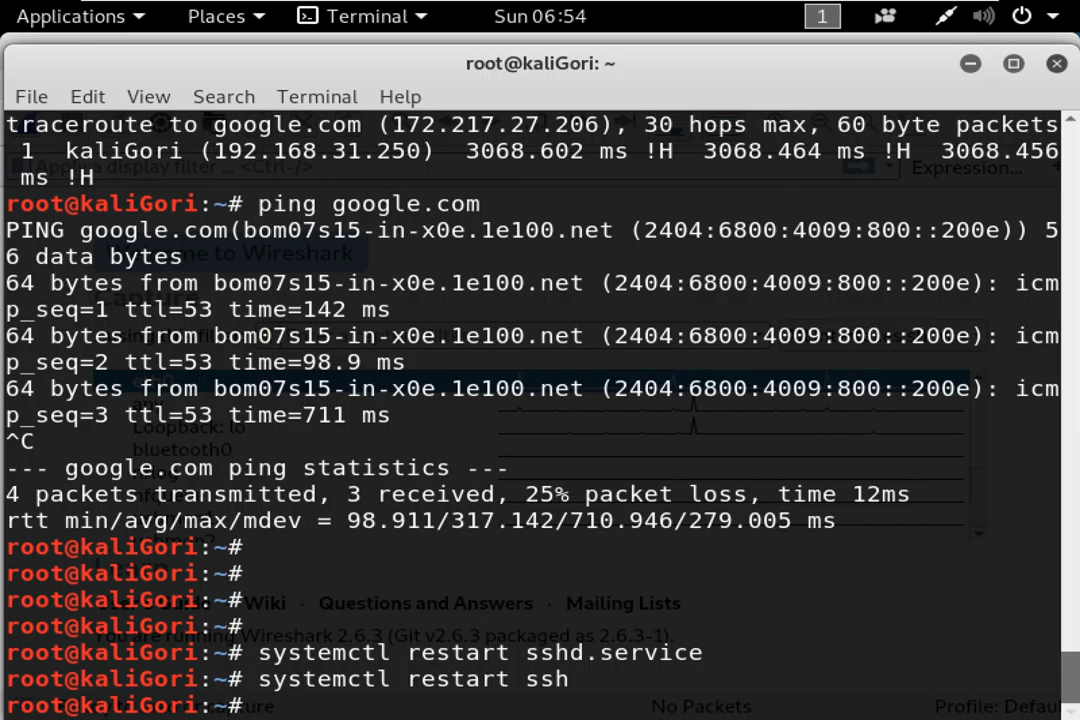 Applications Places Terminal Sun 06:54 1
root@kaliGori: ~
File Edit View Search Terminal Help
traceroute to google.com (172.217.27.206), 30 hops max, 60 byte packets
1 kaliGori (192.168.31.250) 3068.602 ms !H 3068.464 ms !H 3068.456
Apply a display filter ... <Ctrl-/> Expression...
ms !H
root@kaliGori:~# ping google.com
PING google.com(bom07s15-in-x0e.1e100.net (2404:6800:4009:800::200e)) 5
Welcome to Wireshark
6 data bytes
64 bytes from bom07s15-in-x0e.1e100.net (2404:6800:4009:800::200e): icm
p_seq=1 ttl=53 time=142 ms
64 bytes from bom07s15-in-x0e.1e100.net (2404:6800:4009:800::200e): icm
p_seq=2 ttl=53 time=98.9 ms
64 bytes from bom07s15-in-x0e.1e100.net (2404:6800:4009:800::200e): icm
p_seq=3 ttl=53 time=711 ms
Loopback: lo
^C
bluetooth0
--- google.com ping statistics ---
4 packets transmitted, 3 received, 25% packet loss, time 12ms
rtt min/avg/max/mdev = 98.911/317.142/710.946/279.005 ms
root@kaliGori:~#
root@kaliGori:~#
root@kaliGori:~#
Wiki · Questions and Answers · Mailing Lists
root@kaliGori:~#
You are running Wireshark 2.6.3 (Git v2.6.3 packaged as 2.6.3-1).
root@kaliGori:~# systemctl restart sshd.service
root@kaliGori:~# systemctl restart ssh
root@kaliGori:~#
No Packets Profile: Defau